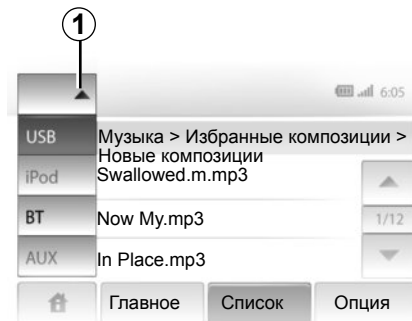 1
6:05
USB
Музыка > Избранные композиции >
Новые композиции
iPod
Swallowed.m.mp3
BT
Now My.mp3
1/12
AUX
In Place.mp3
Главное
Список
Опция